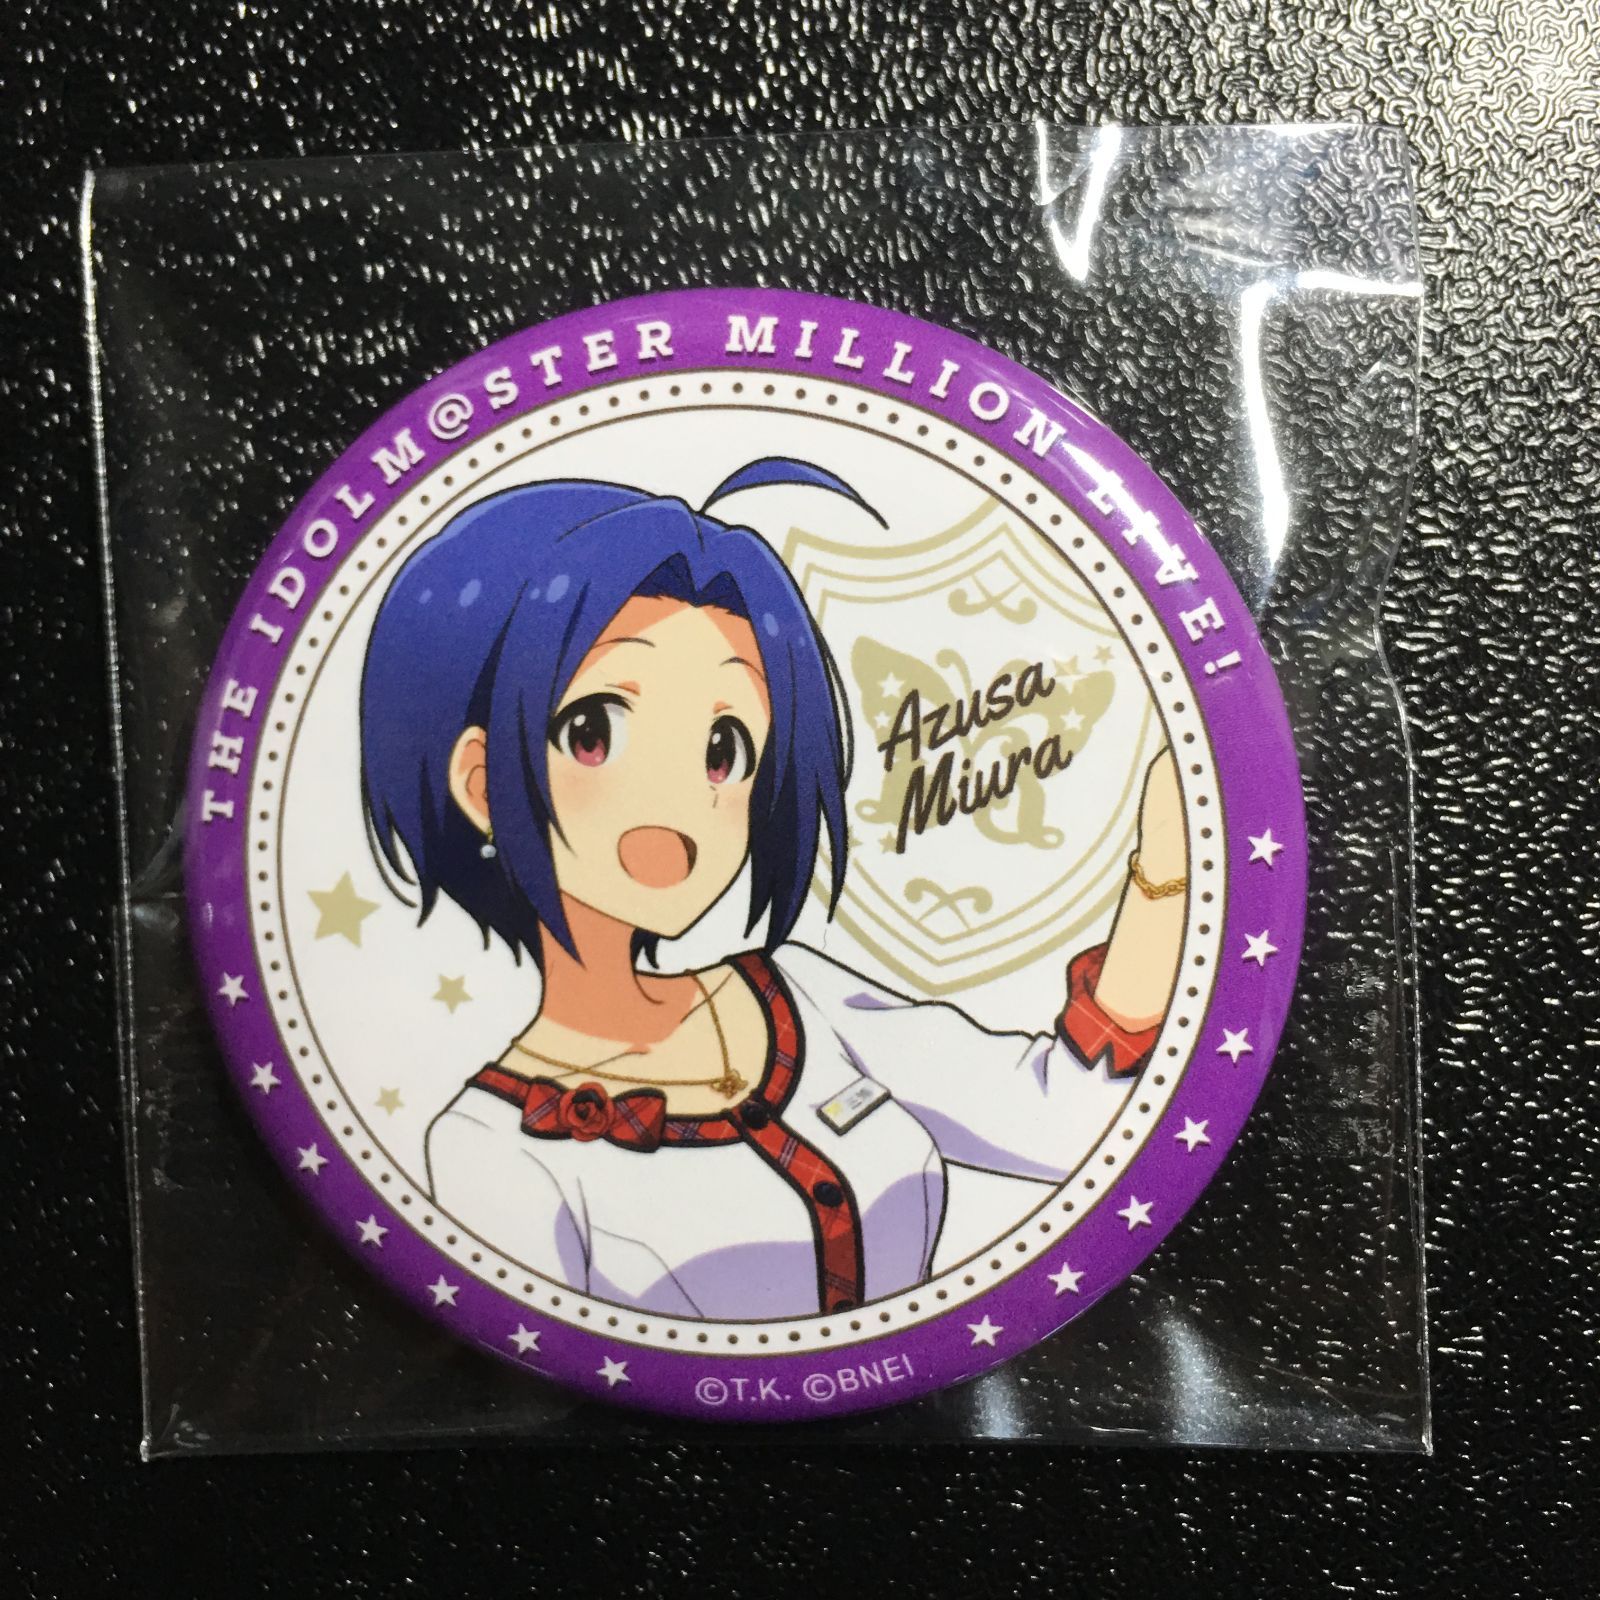 THE IDOLM@STER MILLION LIVE!
Azusa
Miura
©T.K. ©BNEI